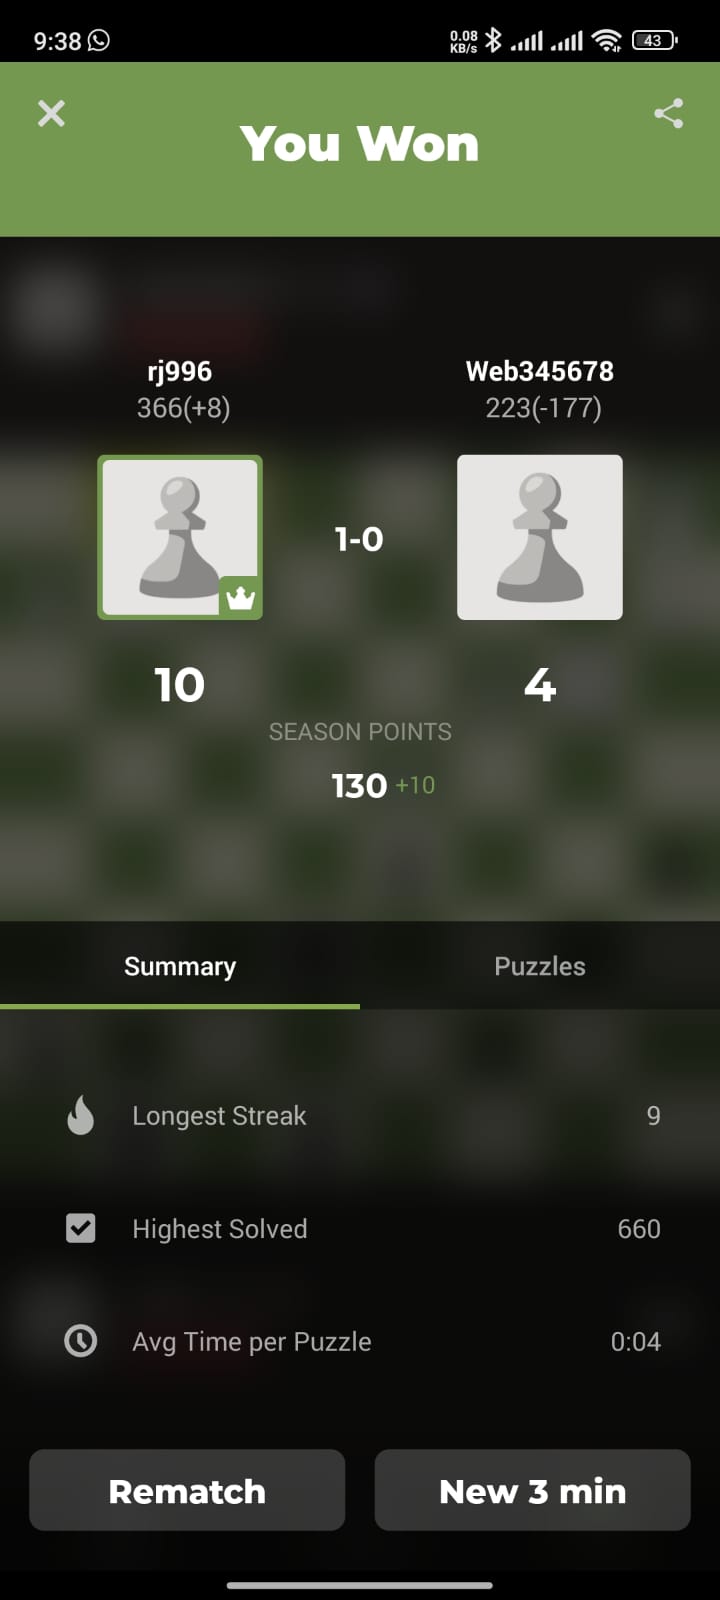 9:38
0.08
KB/s
43
You Won
rj996
Web345678
366(+8)
223(-177)
1-0
10
4
SEASON POINTS
130 +10
Summary
Puzzles
Longest Streak
9
Highest Solved
660
Avg Time per Puzzle
0:04
Rematch
New 3 min